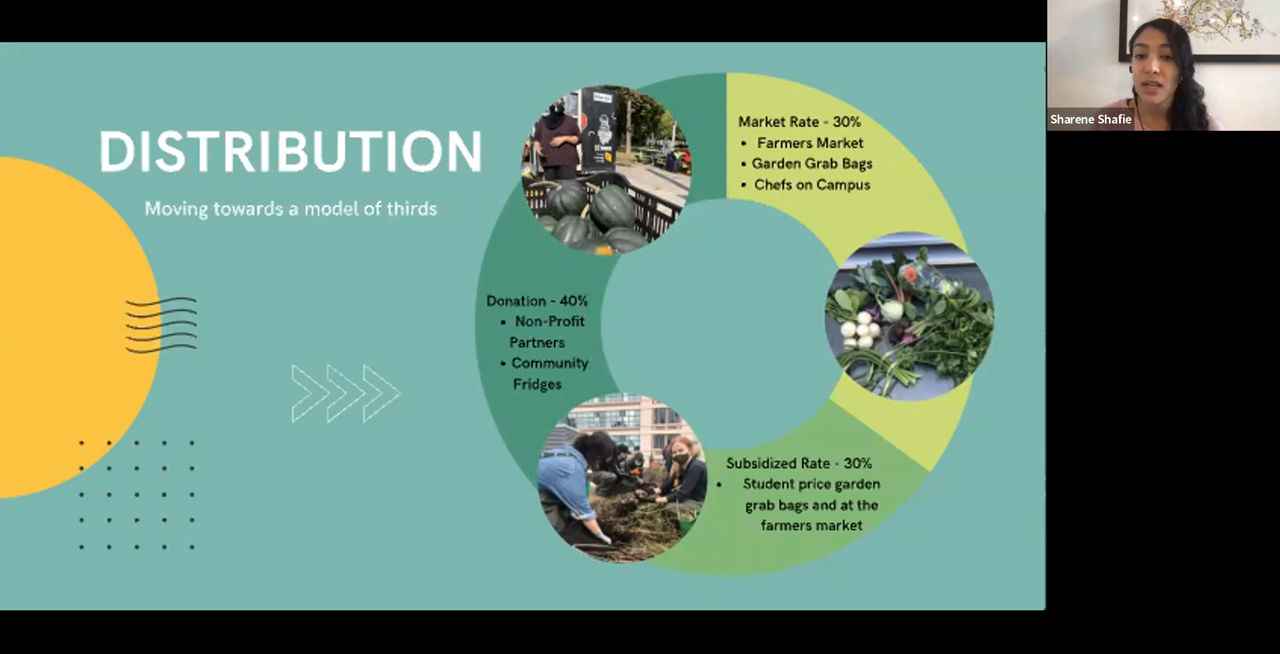 DISTRIBUTION
Moving towards a model of thirds
Market Rate - 30%
• Farmers Market
• Garden Grab Bags
• Chefs on Campus
Donation - 40%
• Non-Profit
Partners
• Community
Fridges
Subsidized Rate - 30%
• Student price garden
grab bags and at the
farmers market
Sharene Shafie